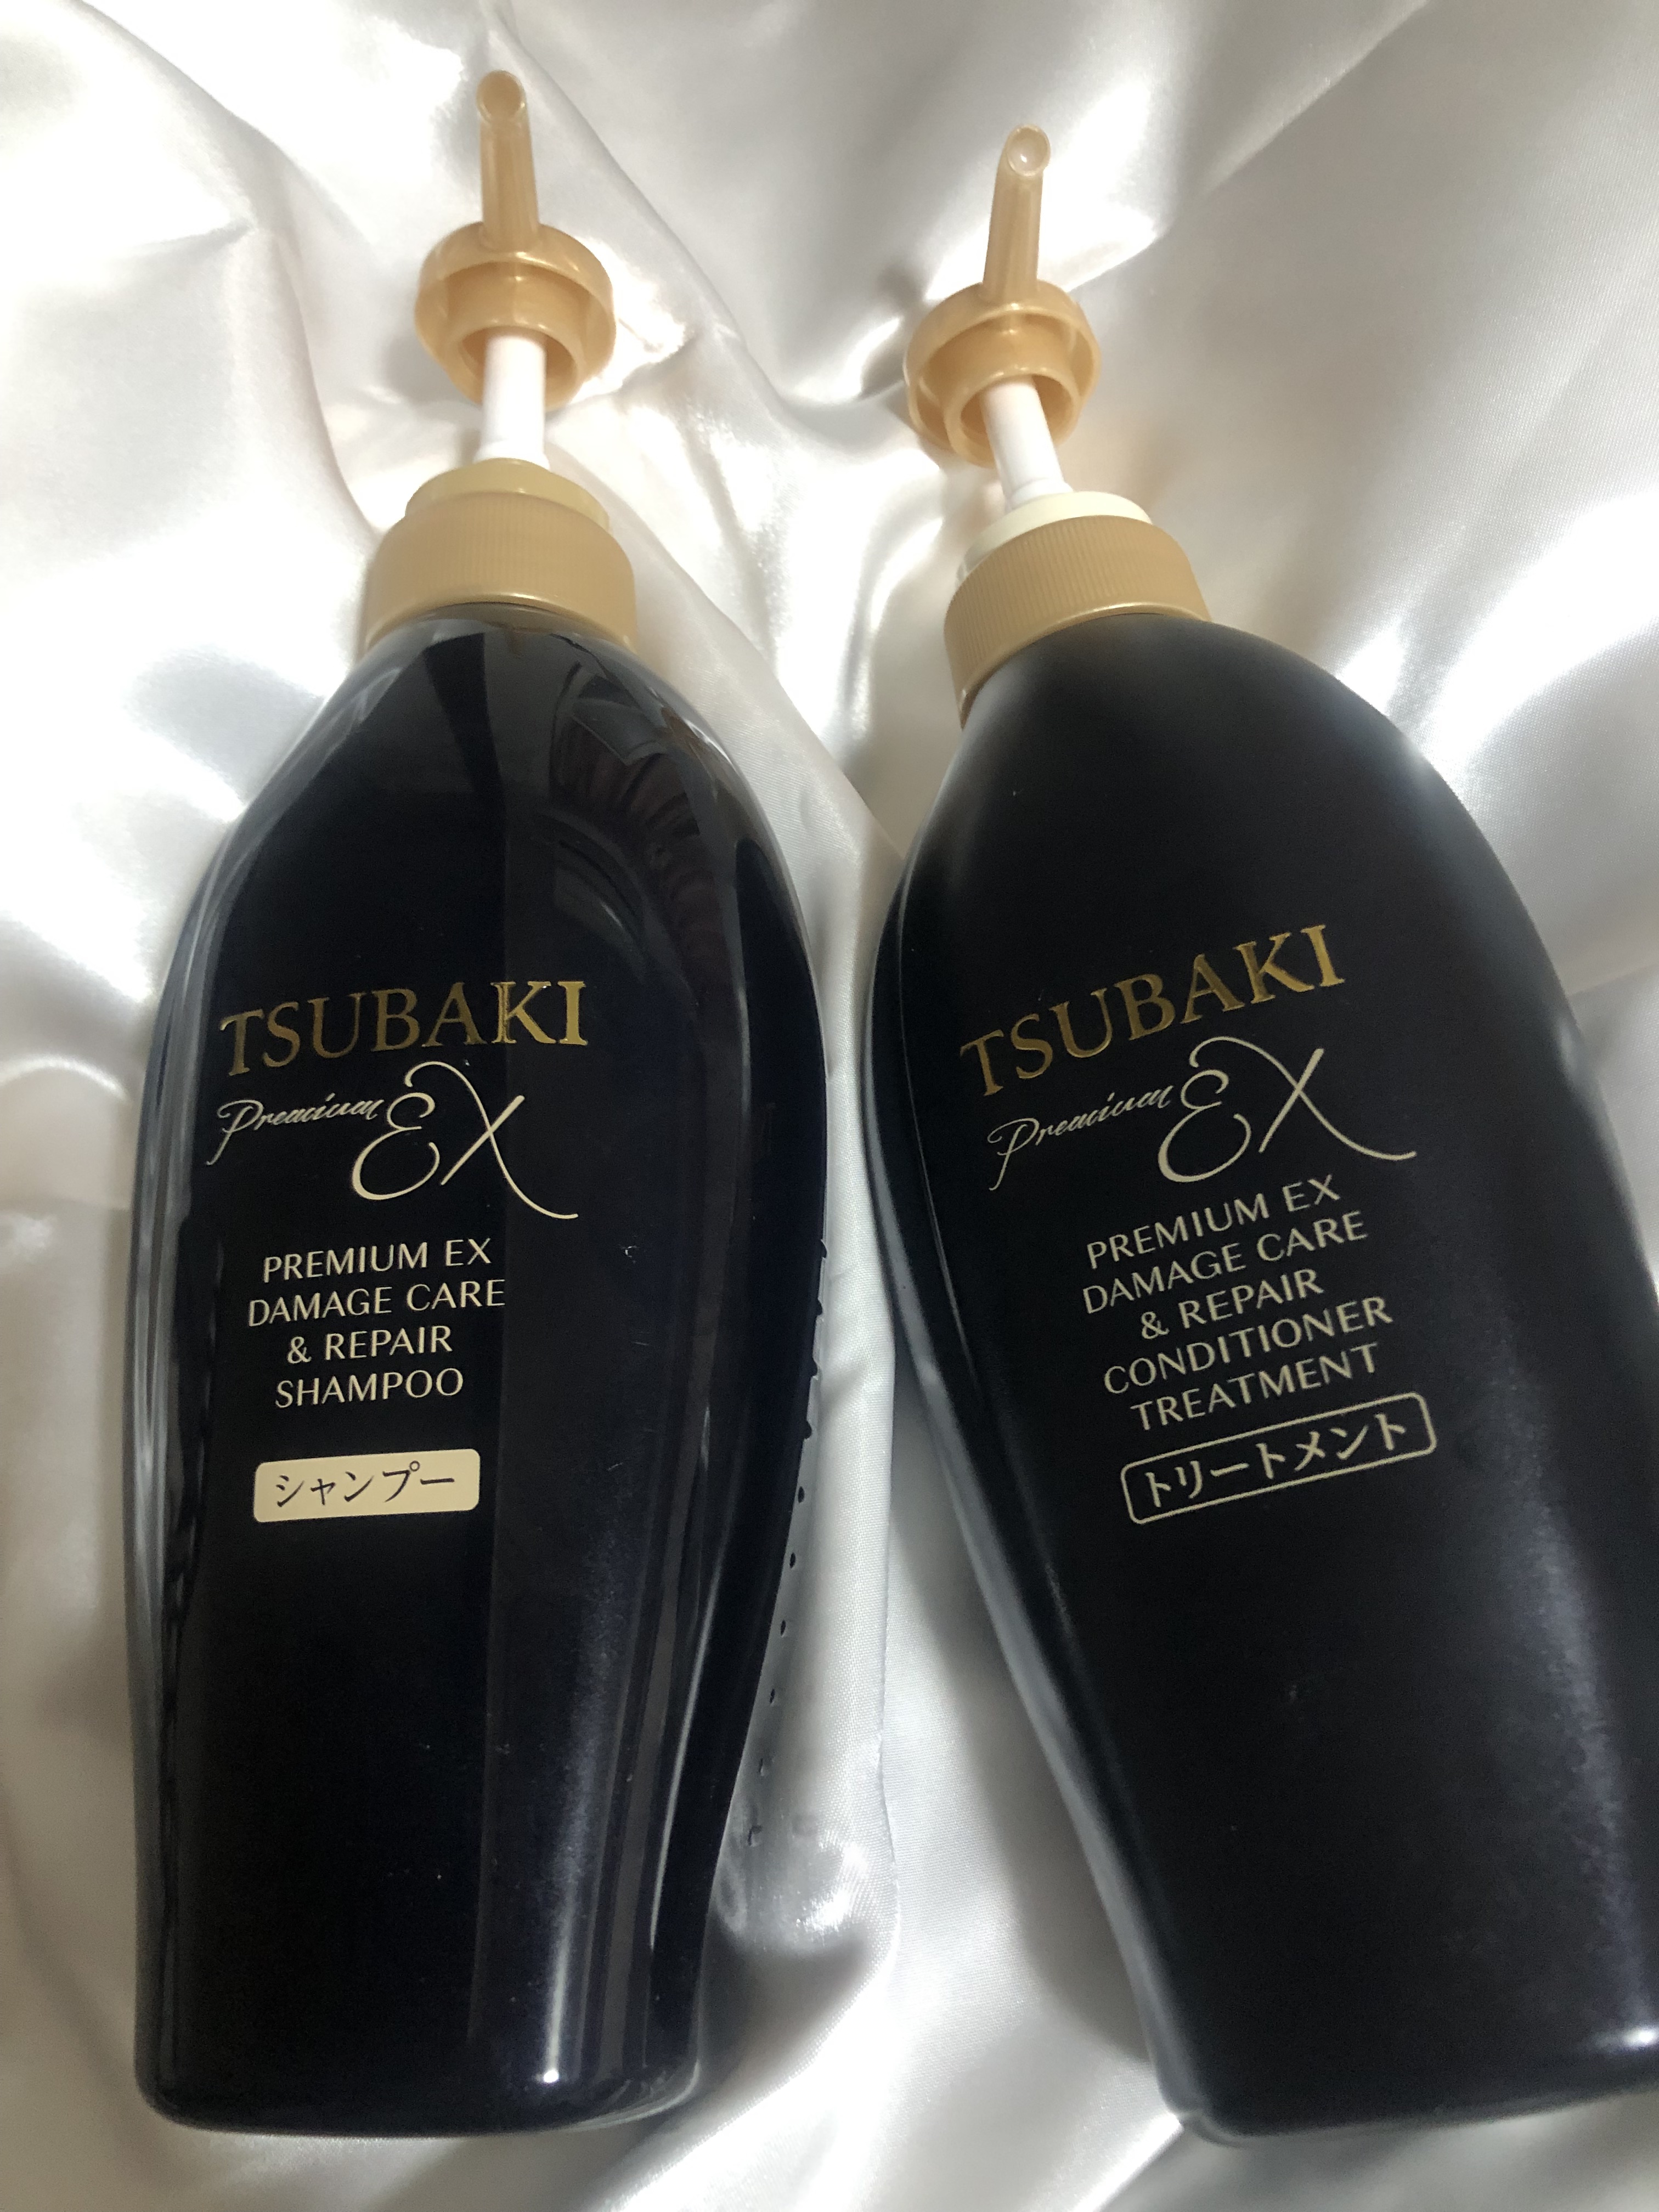 TSUBAKI
Premium EX
PREMIUM EX
DAMAGE CARE
& REPAIR
SHAMPOO
シャンプー
TSUBAKI
Premium EX
PREMIUM EX
DAMAGE CARE
& REPAIR
CONDITIONER
TREATMENT
トリートメント